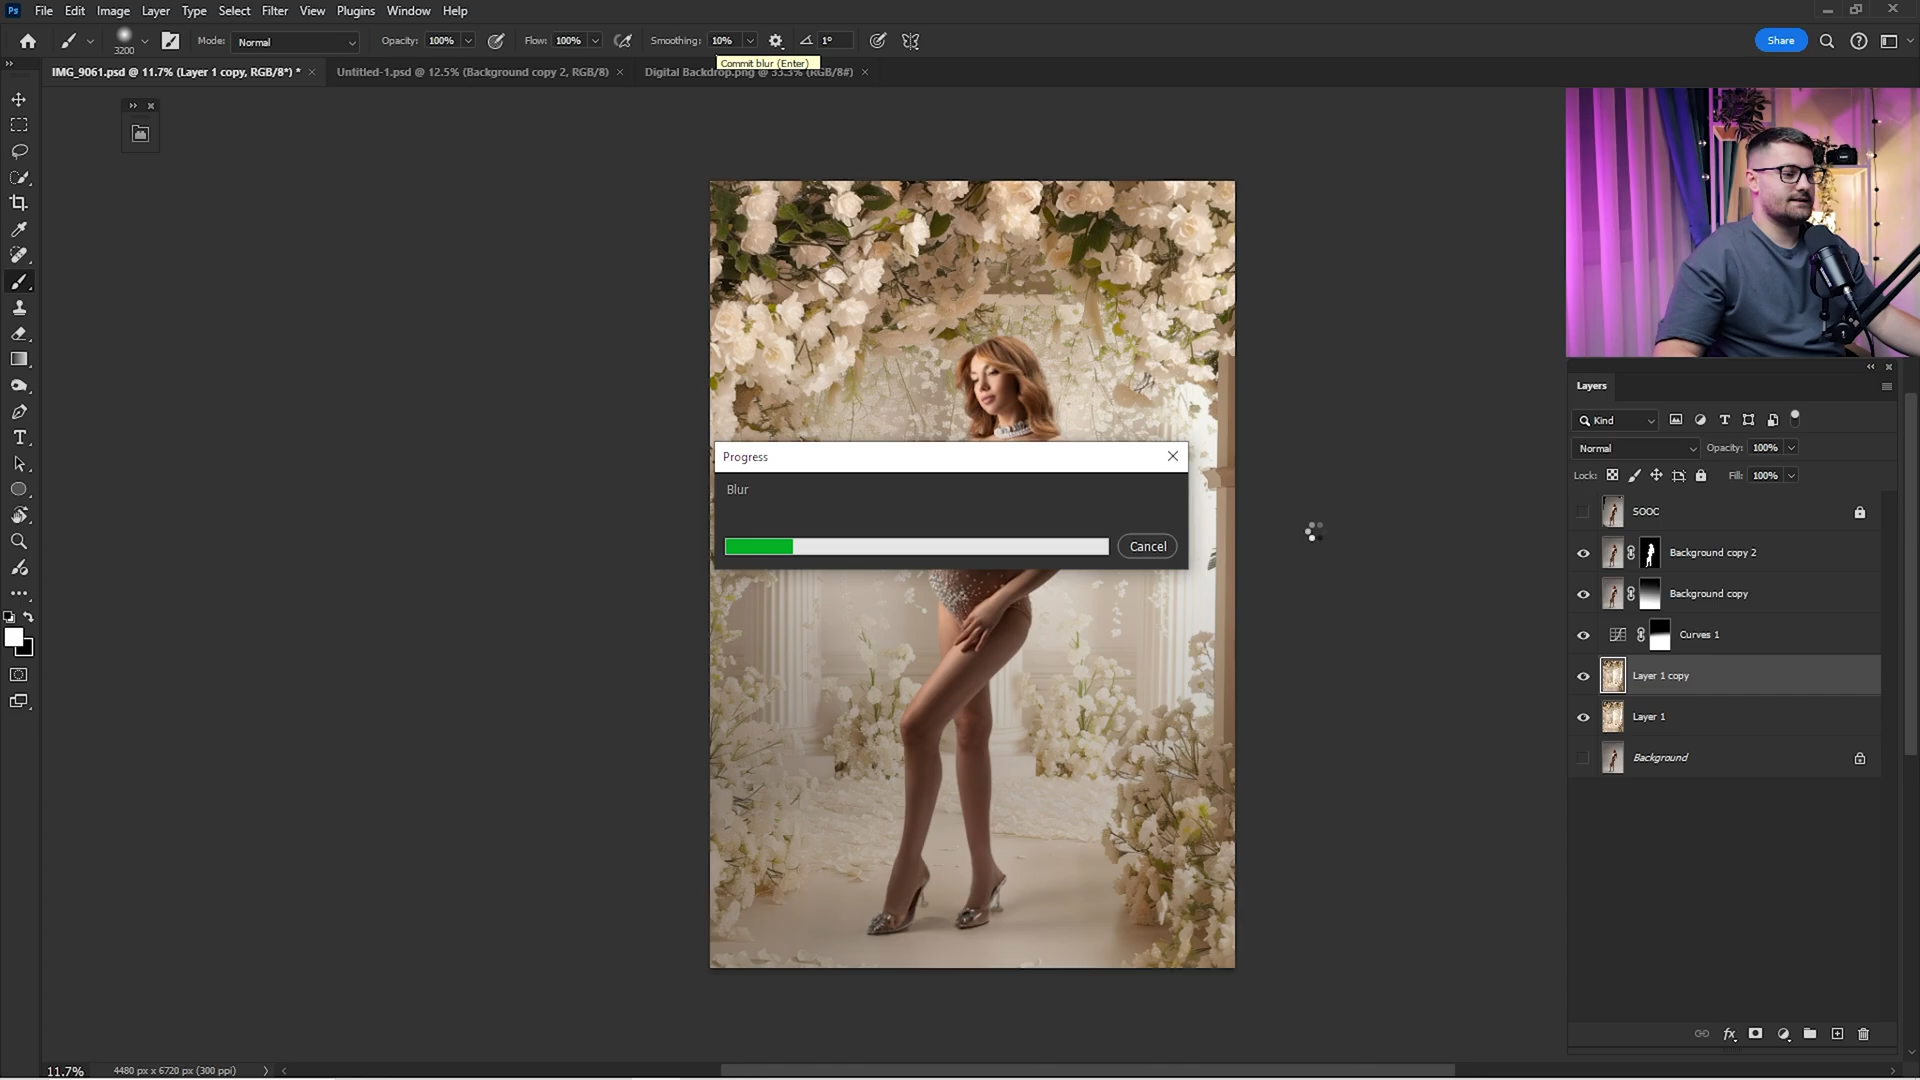 Ps File Edit Image Layer Type Select Filter View Plugins Window Help
3200 Mode: Normal Opacity: 100% Flow: 100% Smoothing: 10% 1° Share
Commit blur (Enter)
IMG_9061.psd @ 11.7% (Layer 1 copy, RGB/8*) * Untitled-1.psd @ 12.5% (Background copy 2, RGB/8) Digital Backdrop.png @ 33.3% (RGB/8#)
Layers
Kind
Normal Opacity: 100%
Lock: Fill: 100%
SOOC
Background copy 2
Background copy
Curves 1
Layer 1 copy
Layer 1
Background
Progress
Blur
Cancel
11.7% 4480 px x 6720 px (300 ppi)